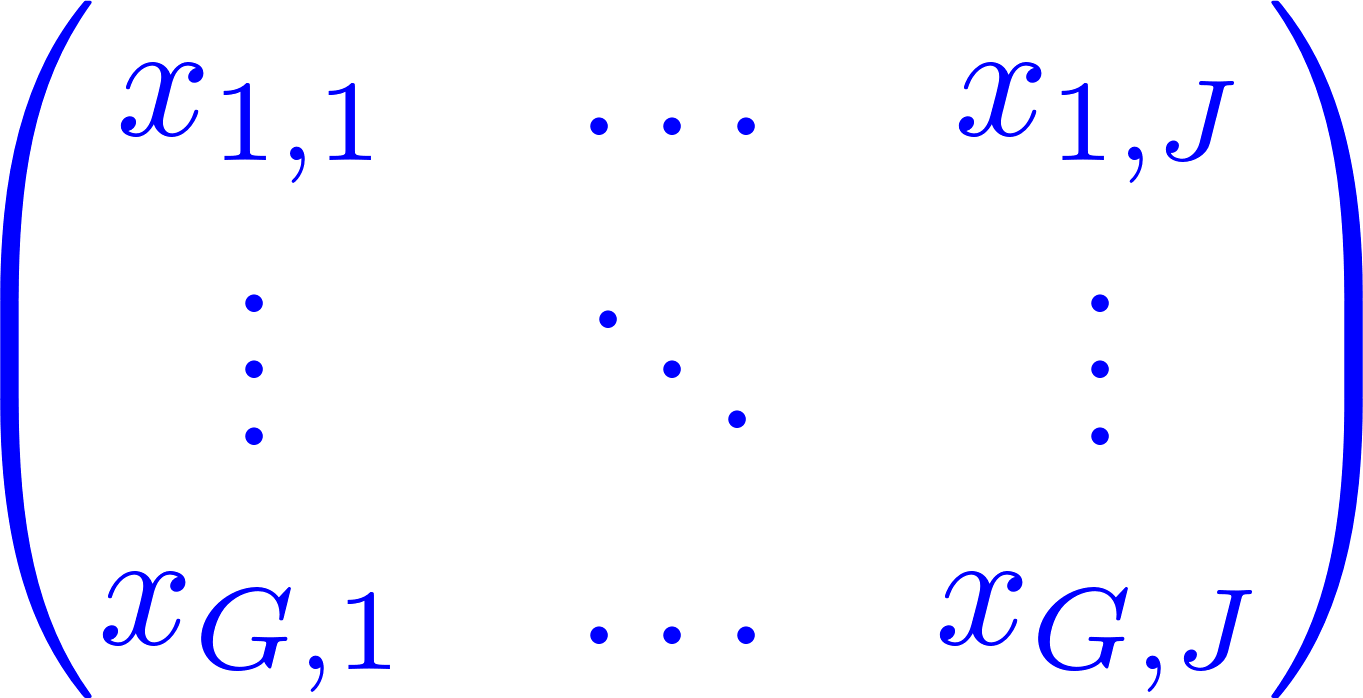 ( x_{1,1} … x_{1,J} )
⋮ ⋱ ⋮
x_{G,1} … x_{G,J}